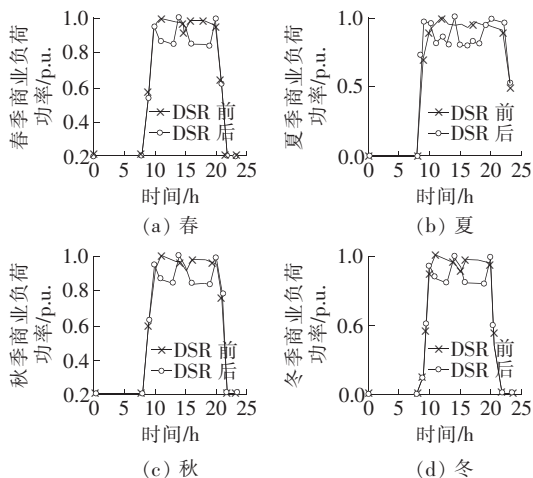 春季商业负荷
功率/p.u.
1.0
0.8
0.6
0.4
0.2
DSR 前
DSR 后
0 5 10 15 20 25
时间/h
(a) 春
夏季商业负荷
功率/p.u.
1.0
0.5
0.0
DSR 前
DSR 后
0 5 10 15 20 25
时间/h
(b) 夏
秋季商业负荷
功率/p.u.
1.0
0.8
0.6
0.4
0.2
DSR 前
DSR 后
0 5 10 15 20 25
时间/h
(c) 秋
冬季商业负荷
功率/p.u.
1.0
0.6
0.0
DSR 前
DSR 后
0 5 10 15 20 25
时间/h
(d) 冬